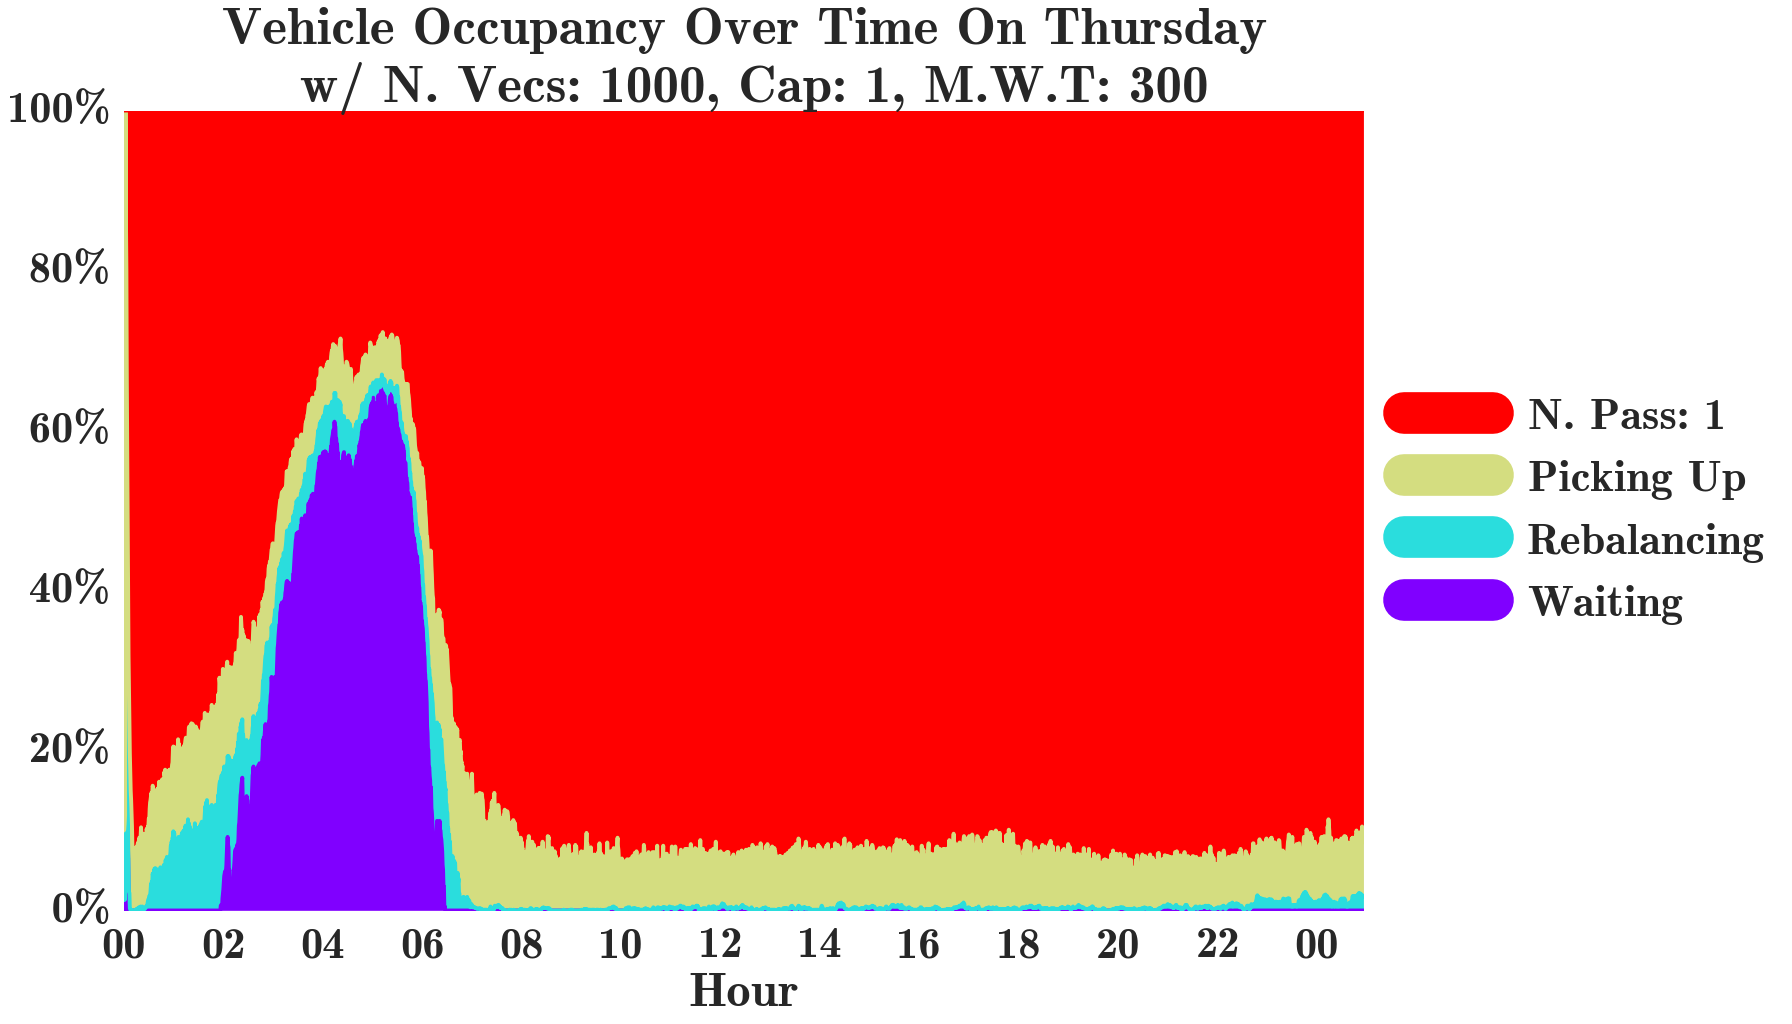 Vehicle Occupancy Over Time On Thursday
w/ N. Vecs: 1000, Cap: 1, M.W.T: 300
100%
80%
60%
40%
20%
0%
00 02 04 06 08 10 12 14 16 18 20 22 00
Hour
N. Pass: 1
Picking Up
Rebalancing
Waiting